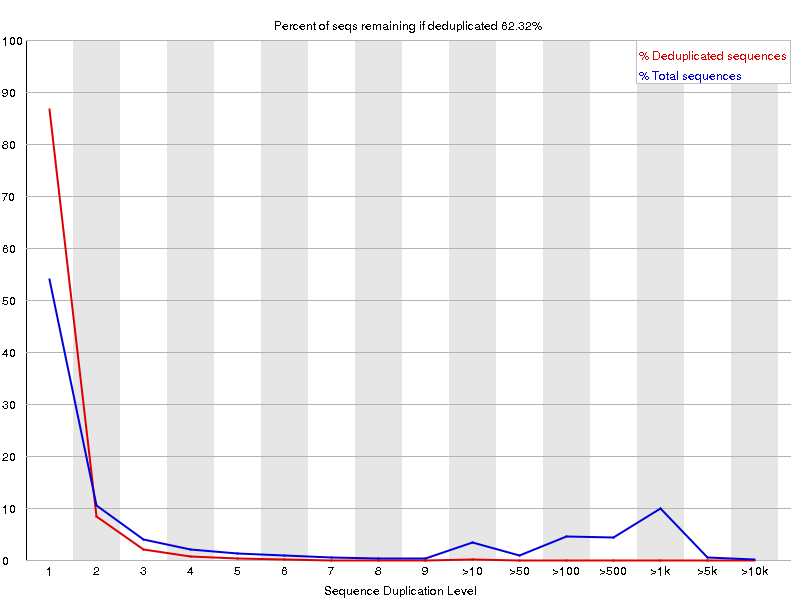 Percent of seqs remaining if deduplicated 62.32%
% Deduplicated sequences
% Total sequences
100
90
80
70
60
50
40
30
20
10
0
1 2 3 4 5 6 7 8 9 >10 >50 >100 >500 >1k >5k >10k
Sequence Duplication Level